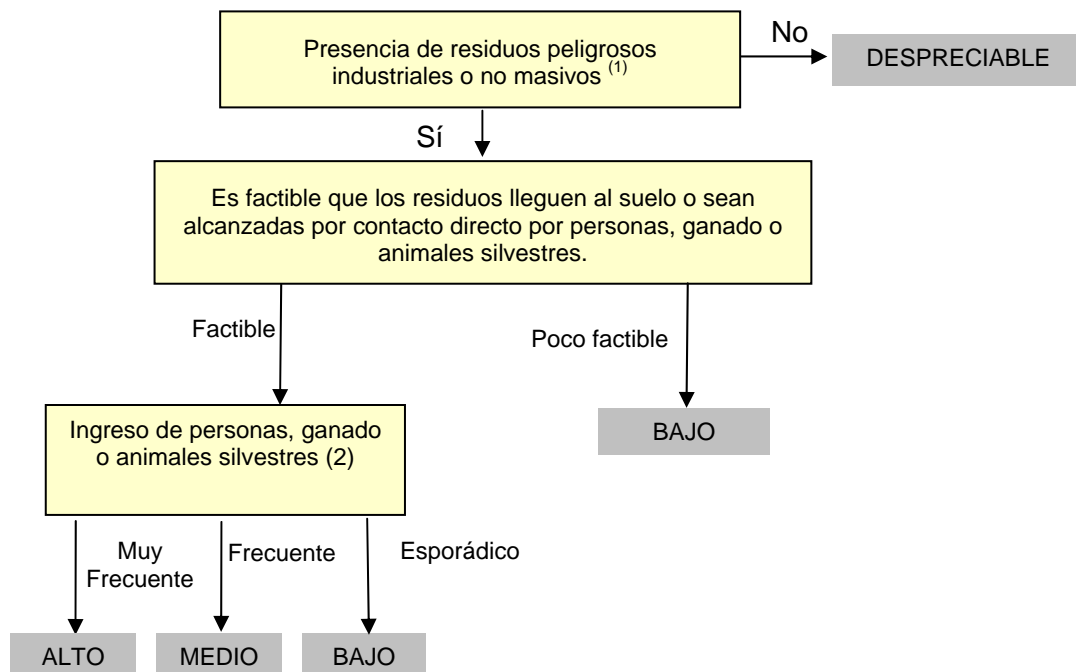 Presencia de residuos peligrosos
industriales o no masivos (1)
No
DESPRECIABLE
Sí
Es factible que los residuos lleguen al suelo o sean
alcanzadas por contacto directo por personas, ganado o
animales silvestres.
Factible
Poco factible
Ingreso de personas, ganado
o animales silvestres (2)
BAJO
Muy
Frecuente
Frecuente
Esporádico
ALTO
MEDIO
BAJO